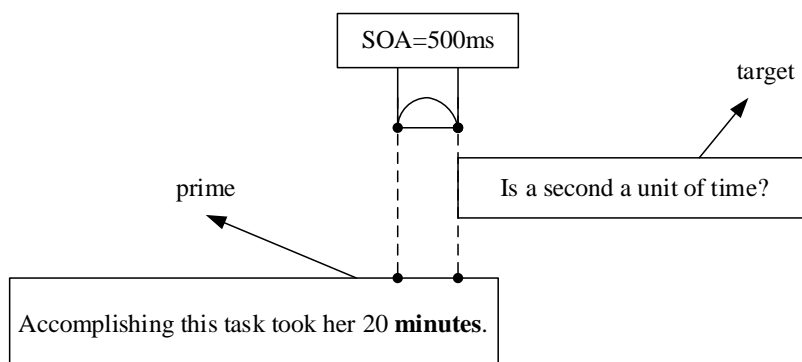 SOA=500ms
target
Is a second a unit of time?
prime
Accomplishing this task took her 20 minutes.